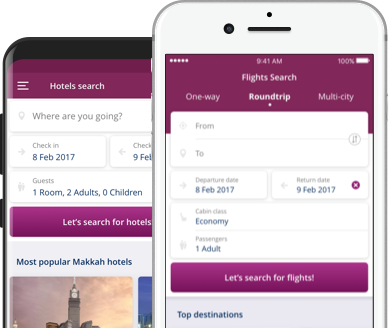 Hotels search
Where are you going?
Check in
8 Feb 2017
Check
9 Feb
Guests
1 Room, 2 Adults, 0 Children
Let's search for hotels
Most popular Makkah hotels
9:41 AM
100%
Flights Search
One-way
Roundtrip
Multi-city
From
To
Departure date
8 Feb 2017
Return date
9 Feb 2017
Cabin class
Economy
Passengers
1 Adult
Let's search for flights!
Top destinations